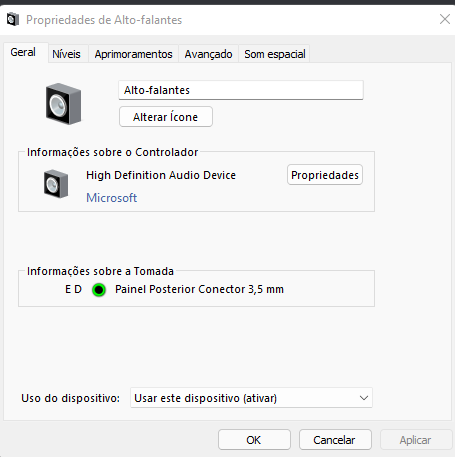 Propriedades de Alto-falantes
Geral Níveis Aprimoramentos Avançado Som espacial
Alto-falantes
Alterar Ícone
Informações sobre o Controlador
High Definition Audio Device Propriedades
Microsoft
Informações sobre a Tomada
E D Painel Posterior Conector 3,5 mm
Uso do dispositivo: Usar este dispositivo (ativar)
OK Cancelar Aplicar